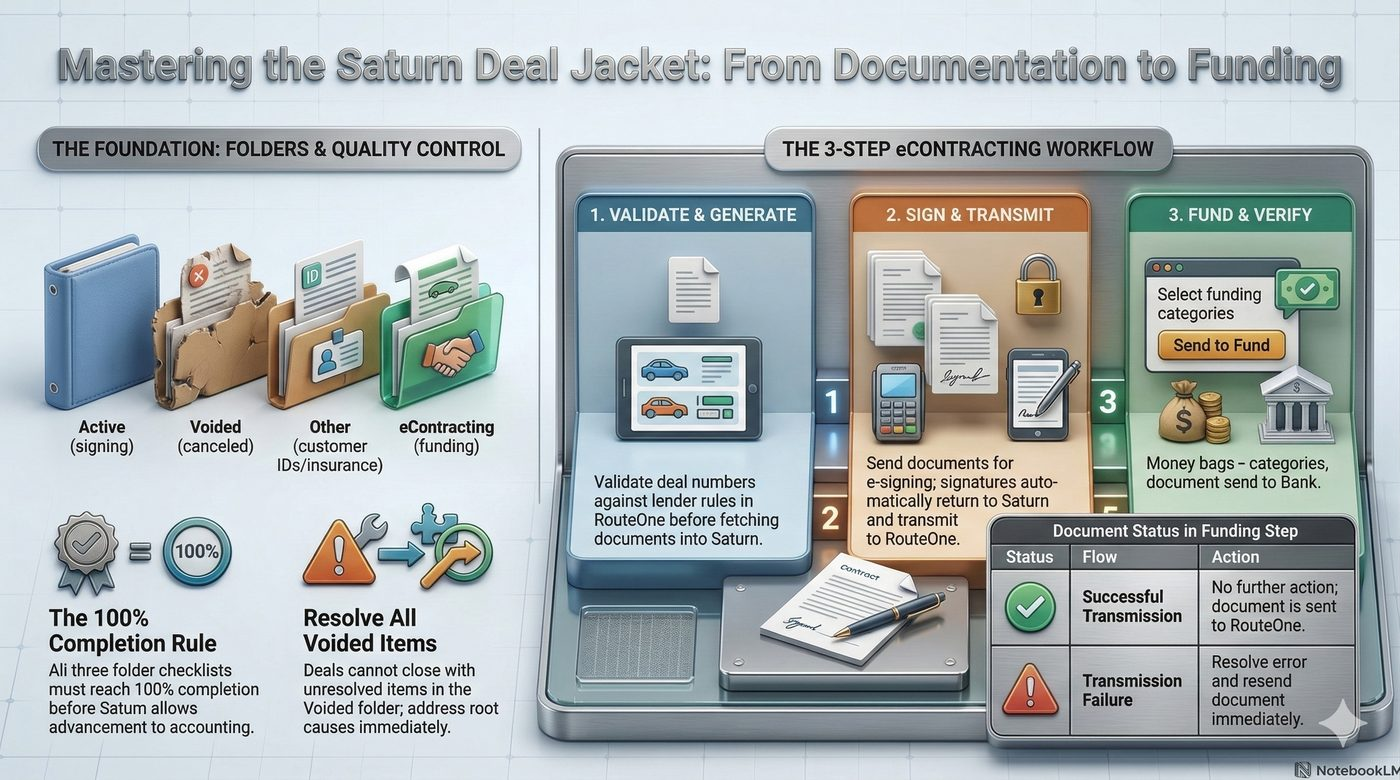 Mastering the Saturn Deal Jacket: From Documentation to Funding
THE FOUNDATION: FOLDERS & QUALITY CONTROL
ID
Active
(signing)
Voided
(canceled)
Other
(customer
IDs/insurance)
eContracting
(funding)
100%
The 100%
Completion Rule
Ali three folder checklists
must reach 100% completion
before Satum allows
advancement to accounting.
Resolve All
Voided Items
Deals cannot close with
unresolved items in the
Voided folder; address root
causes immediately.
THE 3-STEP eCONTRACTING WORKFLOW
1. VALIDATE & GENERATE
Validate deal numbers
against lender rules in
RouteOne before fetching
documents into Saturn.
1
2
2. SIGN & TRANSMIT
Send documents for
e-signing; signatures auto-
matically return to Saturn
and transmit
to RouteOne.
3
5
3. FUND & VERIFY
Select funding
categories
Send to Fund
$
$
Money bags – categories,
document send to Bank.
Contract
Document Status in Funding Step
Status Flow Action
Successful
Transmission
No further action;
document is sent
to RouteOne.
Transmission
Failure
Resolve error
and resend
document
immediately.
NotebookLM